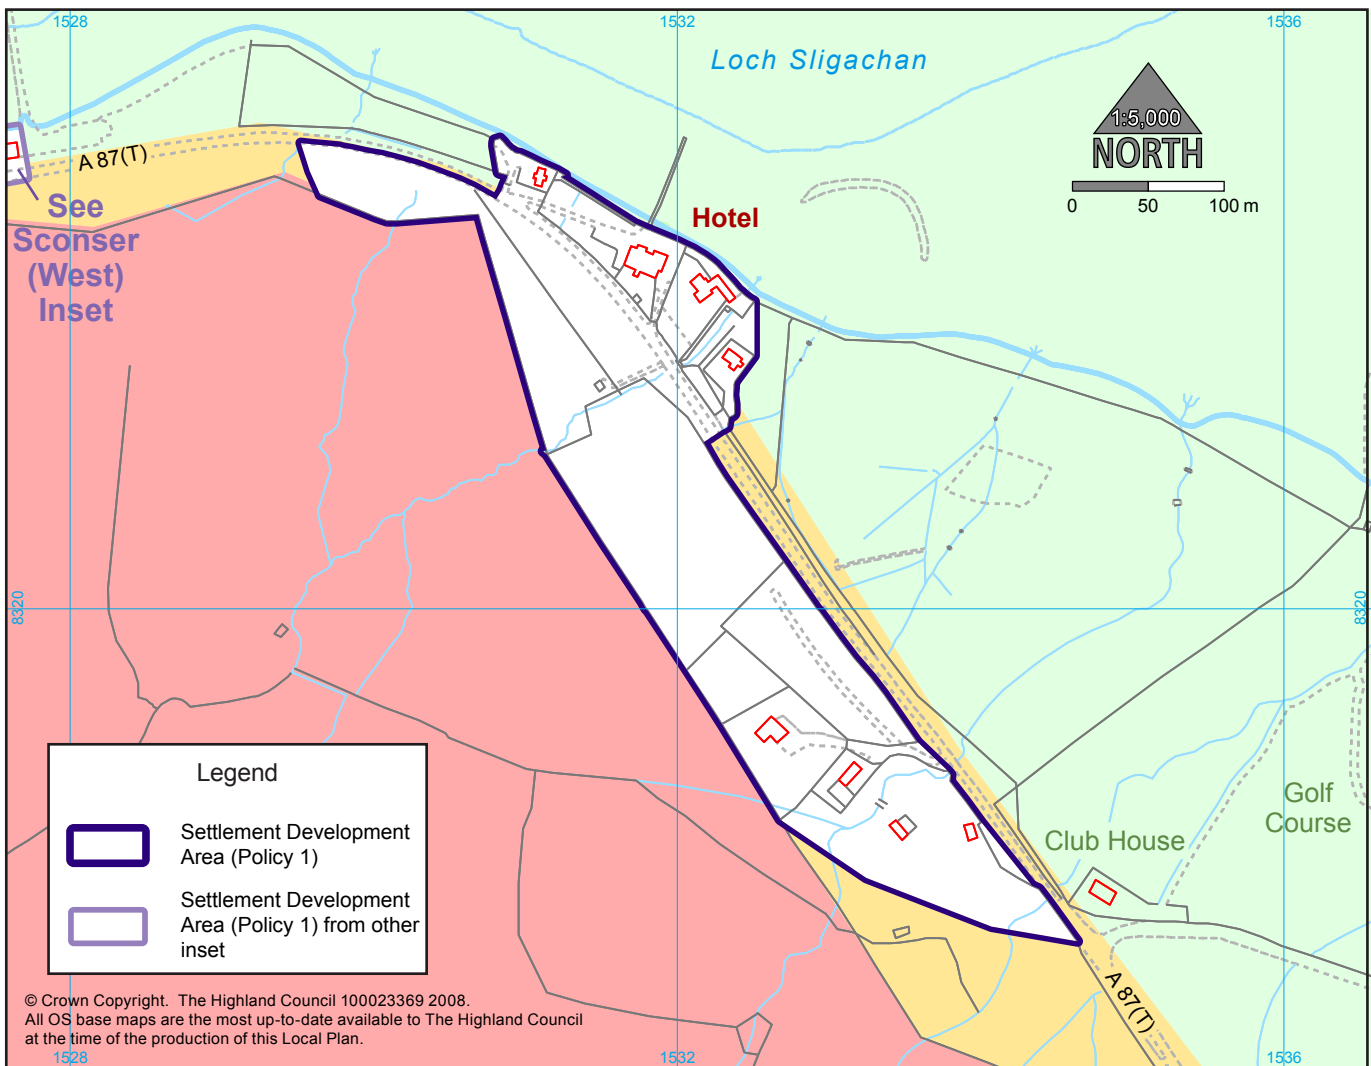 1528
1532
1536
Loch Sligachan
1:5,000
NORTH
0 50 100 m
A 87(T)
See
Sconser
(West)
Inset
Hotel
8320
8320
Legend
Settlement Development
Area (Policy 1)
Settlement Development
Area (Policy 1) from other
inset
Golf
Course
Club House
A 87(T)
© Crown Copyright. The Highland Council 100023369 2008.
All OS base maps are the most up-to-date available to The Highland Council
at the time of the production of this Local Plan.
1528
1532
1536